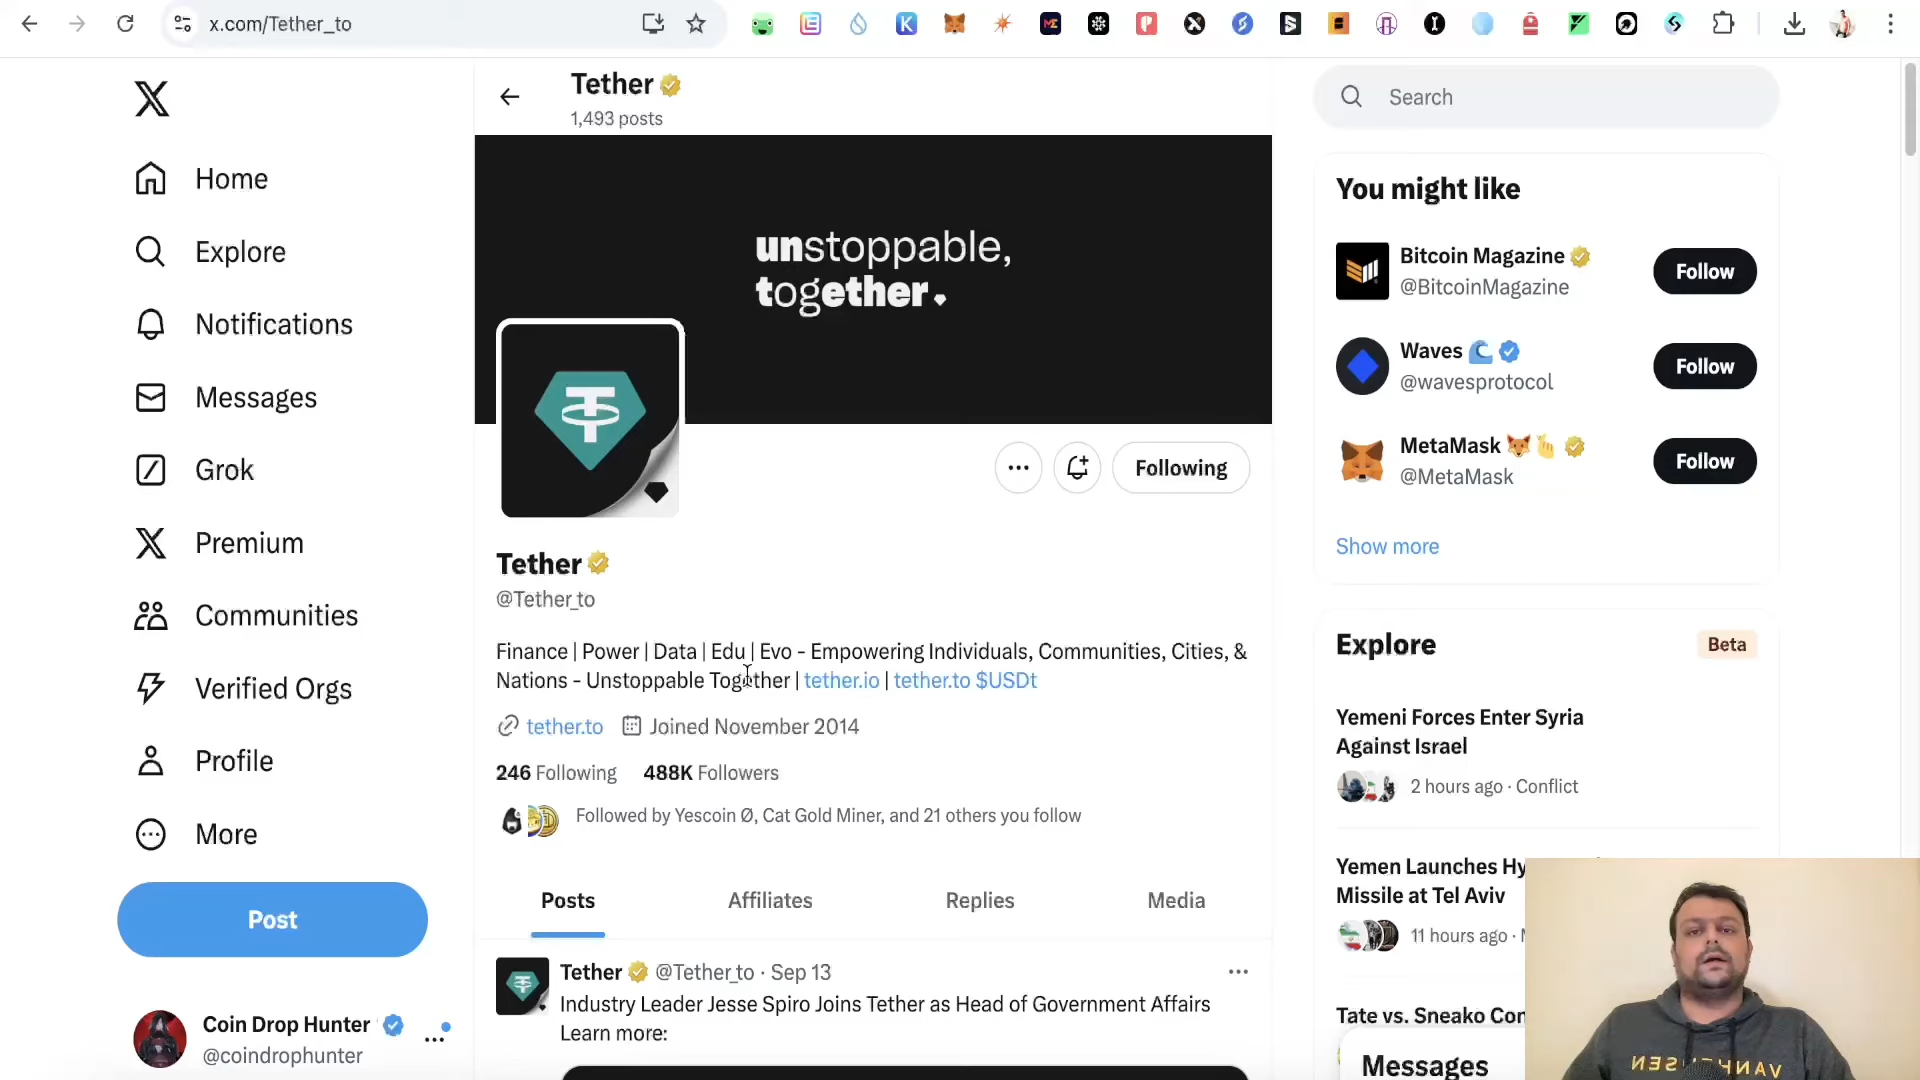 x.com/Tether_to
Home
Explore
Notifications
Messages
Grok
Premium
Communities
Verified Orgs
Profile
More
Post
Coin Drop Hunter
@coindrophunter
Tether
1,493 posts
unstoppable,
together
Following
Tether
@Tether_to
Finance | Power | Data | Edu | Evo - Empowering Individuals, Communities, Cities, &
Nations - Unstoppable Together | tether.io | tether.to $USDt
tether.to Joined November 2014
246 Following 488K Followers
Followed by Yescoin Ø, Cat Gold Miner, and 21 others you follow
Posts Affiliates Replies Media
Tether @Tether_to · Sep 13
Industry Leader Jesse Spiro Joins Tether as Head of Government Affairs
Learn more:
Search
You might like
Bitcoin Magazine
@BitcoinMagazine
Follow
Waves
@wavesprotocol
Follow
MetaMask
@MetaMask
Follow
Show more
Explore Beta
Yemeni Forces Enter Syria
Against Israel
2 hours ago · Conflict
Yemen Launches Hy
Missile at Tel Aviv
11 hours ago ·
Tate vs. Sneako Con
Messages